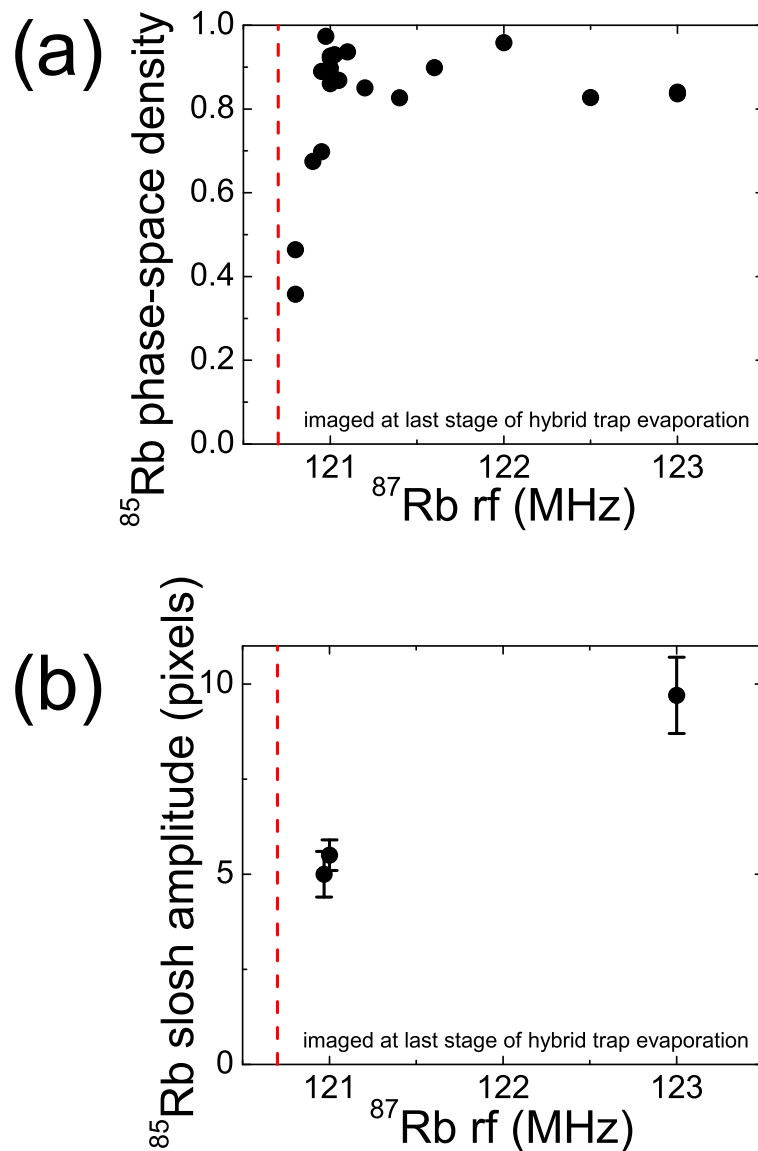 (a)
⁸⁵Rb phase-space density
1.0
0.8
0.6
0.4
0.2
0.0
imaged at last stage of hybrid trap evaporation
121 122 123
⁸⁷Rb rf (MHz)
(b)
⁸⁵Rb slosh amplitude (pixels)
10
5
0
imaged at last stage of hybrid trap evaporation
121 122 123
⁸⁷Rb rf (MHz)